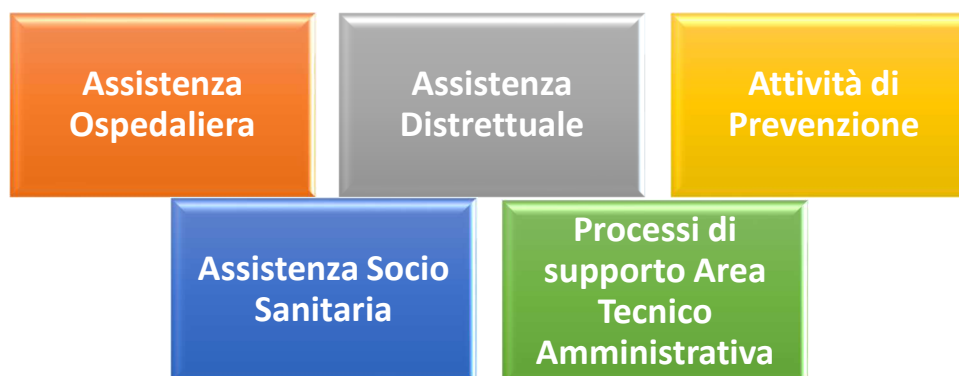 Assistenza
Ospedaliera
Assistenza
Distrettuale
Attività di
Prevenzione
Assistenza Socio
Sanitaria
Processi di
supporto Area
Tecnico
Amministrativa